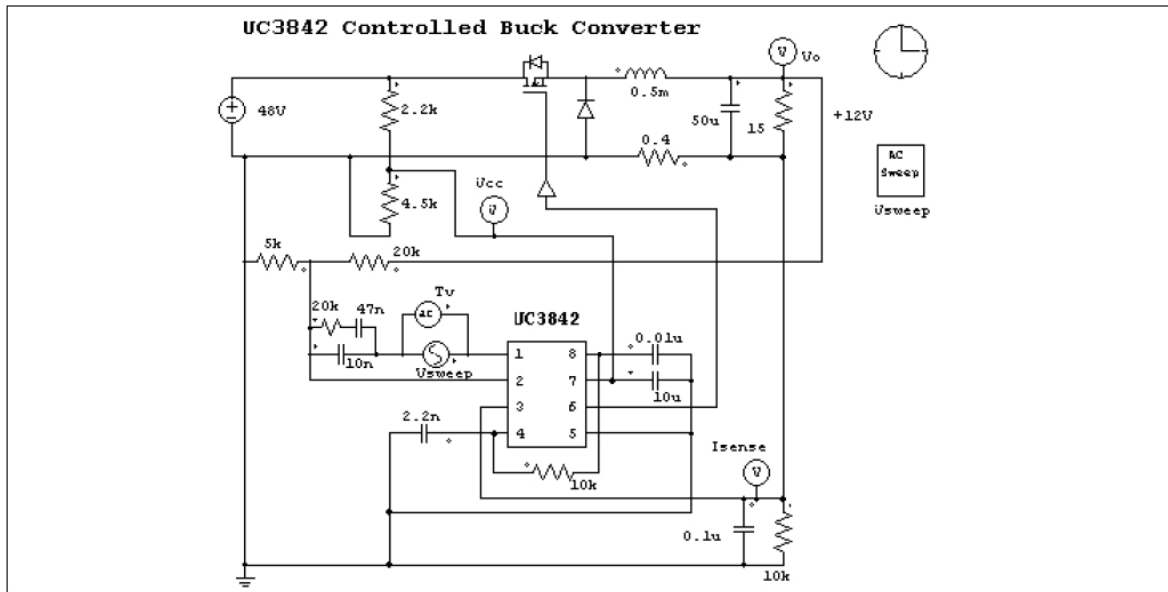 UC3842 Controlled Buck Converter
V Vo
0.5m
48V
2.2k
50u
15
+12V
0.4
AC
Sweep
Vsweep
Vcc
V
4.5k
5k
20k
Tv
20k
47n
ac
UC3842
0.01u
1 8
10n
Vsweep
2 7
10u
2.2n
3 6
4 5
Isense
V
10k
0.1u
10k